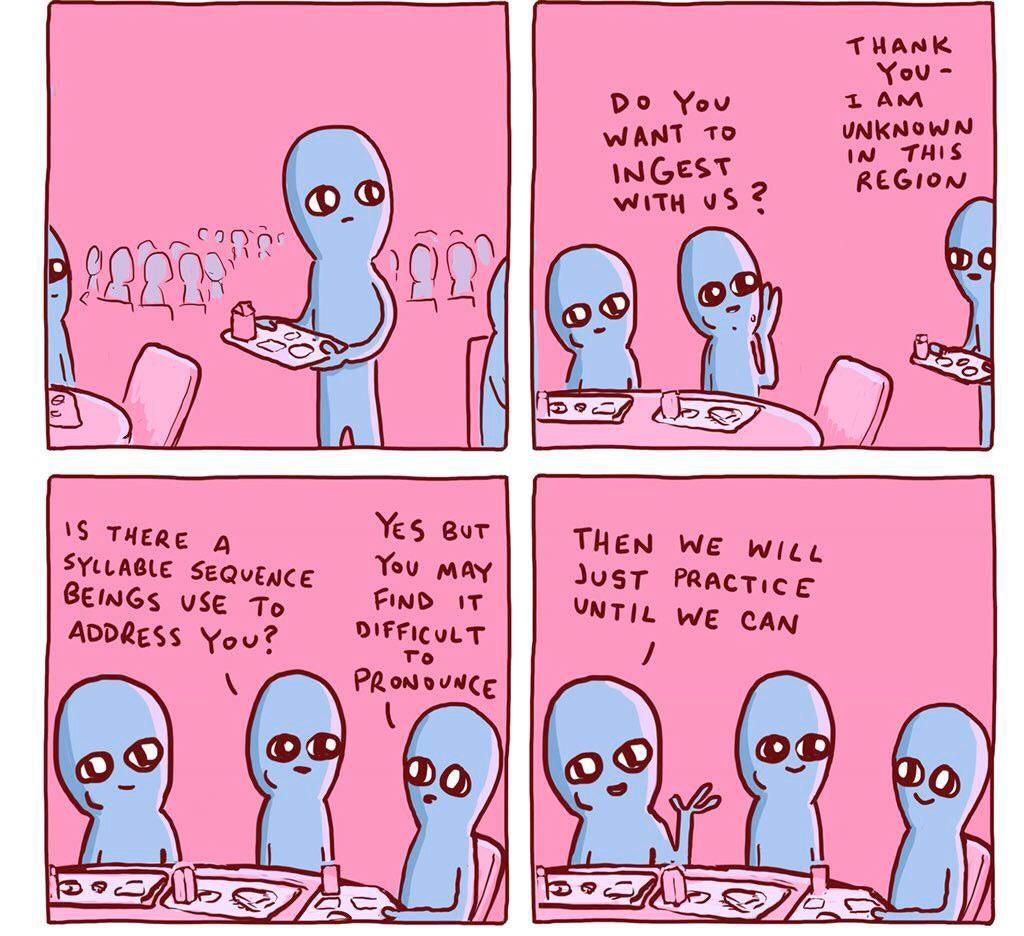 DO YOU
WANT TO
INGEST
WITH US?
THANK
YOU -
I AM
UNKNOWN
IN THIS
REGION
IS THERE A
SYLLABLE SEQUENCE
BEINGS USE TO
ADDRESS YOU?
YES BUT
YOU MAY
FIND IT
DIFFICULT
TO
PRONOUNCE
THEN WE WILL
JUST PRACTICE
UNTIL WE CAN